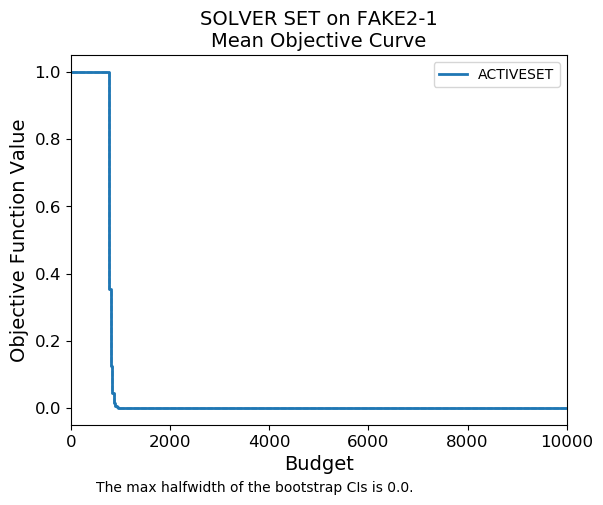 SOLVER SET on FAKE2-1
Mean Objective Curve
ACTIVESET
Objective Function Value
1.0
0.8
0.6
0.4
0.2
0.0
0 2000 4000 6000 8000 10000
Budget
The max halfwidth of the bootstrap CIs is 0.0.